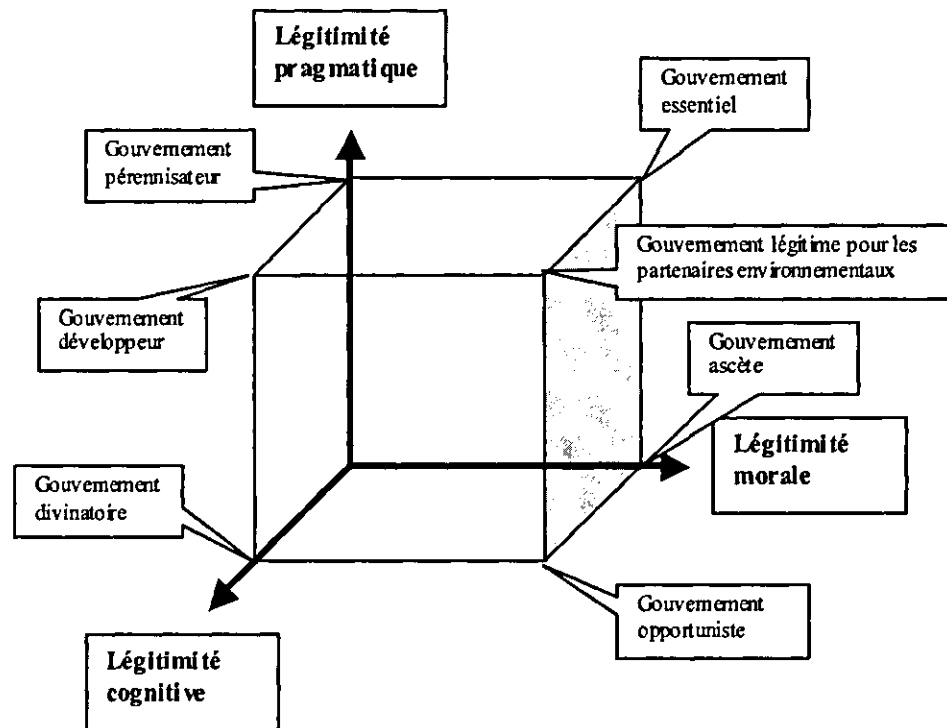 Légitimité
pragmatique
Gouvernement
essentiel
Gouvernement
pérennisateur
Gouvernement légitime pour les
partenaires environnementaux
Gouvernement
développeur
Gouvernement
ascète
Légitimité
morale
Gouvernement
divinatoire
Gouvernement
opportuniste
Légitimité
cognitive